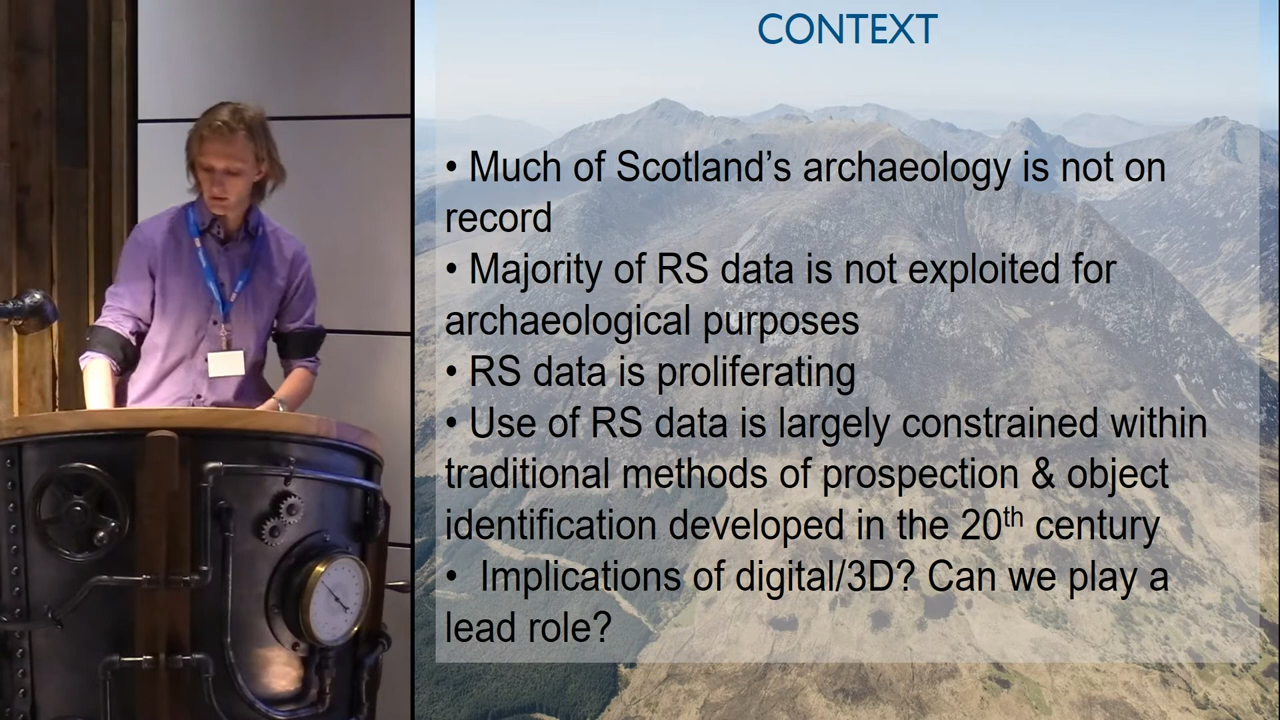 CONTEXT
• Much of Scotland’s archaeology is not on
record
• Majority of RS data is not exploited for
archaeological purposes
• RS data is proliferating
• Use of RS data is largely constrained within
traditional methods of prospection & object
identification developed in the 20th century
• Implications of digital/3D? Can we play a
lead role?